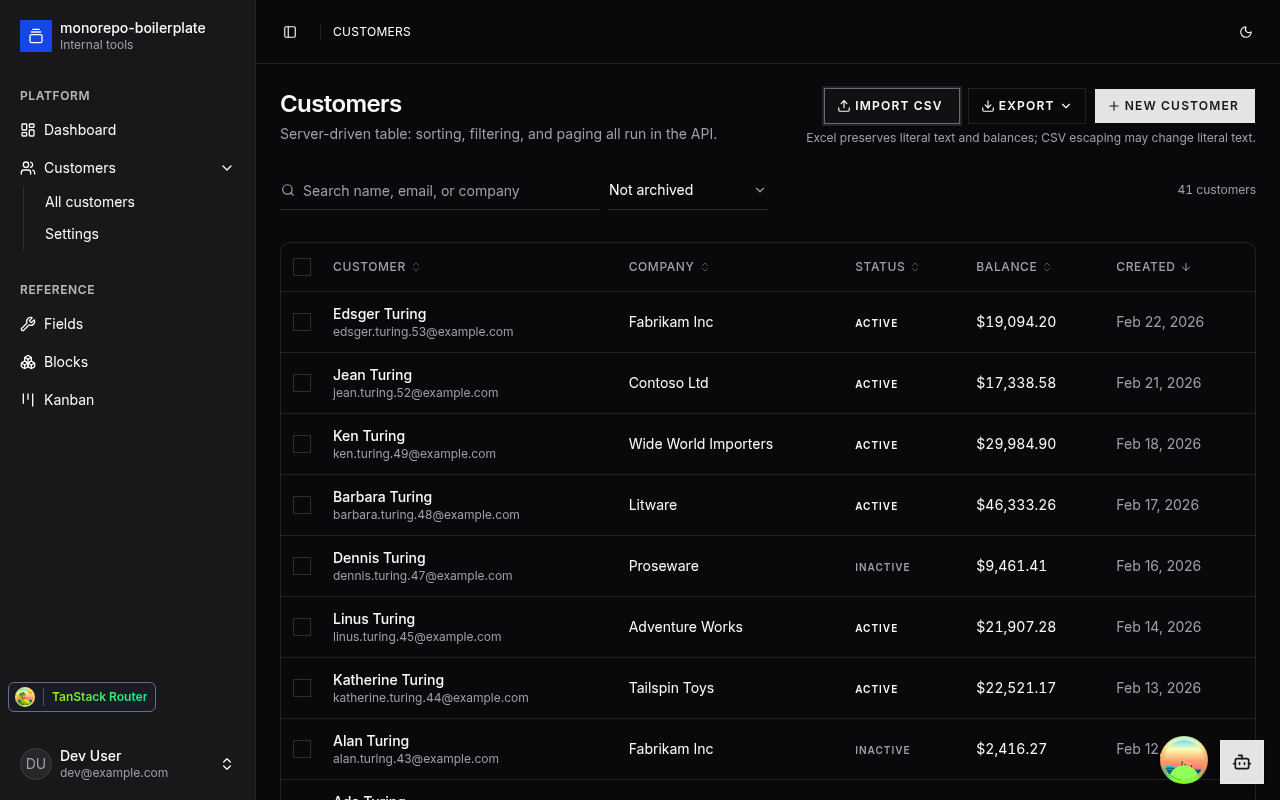 monorepo-boilerplate
Internal tools
PLATFORM
Dashboard
Customers
All customers
Settings
REFERENCE
Fields
Blocks
Kanban
TanStack Router
DU
Dev User
dev@example.com
CUSTOMERS
Customers
Server-driven table: sorting, filtering, and paging all run in the API.
IMPORT CSV
EXPORT
NEW CUSTOMER
Excel preserves literal text and balances; CSV escaping may change literal text.
Search name, email, or company
Not archived
41 customers
CUSTOMER COMPANY STATUS BALANCE CREATED
Edsger Turing
edsger.turing.53@example.com
Fabrikam Inc ACTIVE $19,094.20 Feb 22, 2026
Jean Turing
jean.turing.52@example.com
Contoso Ltd ACTIVE $17,338.58 Feb 21, 2026
Ken Turing
ken.turing.49@example.com
Wide World Importers ACTIVE $29,984.90 Feb 18, 2026
Barbara Turing
barbara.turing.48@example.com
Litware ACTIVE $46,333.26 Feb 17, 2026
Dennis Turing
dennis.turing.47@example.com
Proseware INACTIVE $9,461.41 Feb 16, 2026
Linus Turing
linus.turing.45@example.com
Adventure Works ACTIVE $21,907.28 Feb 14, 2026
Katherine Turing
katherine.turing.44@example.com
Tailspin Toys ACTIVE $22,521.17 Feb 13, 2026
Alan Turing
alan.turing.43@example.com
Fabrikam Inc INACTIVE $2,416.27 Feb 12